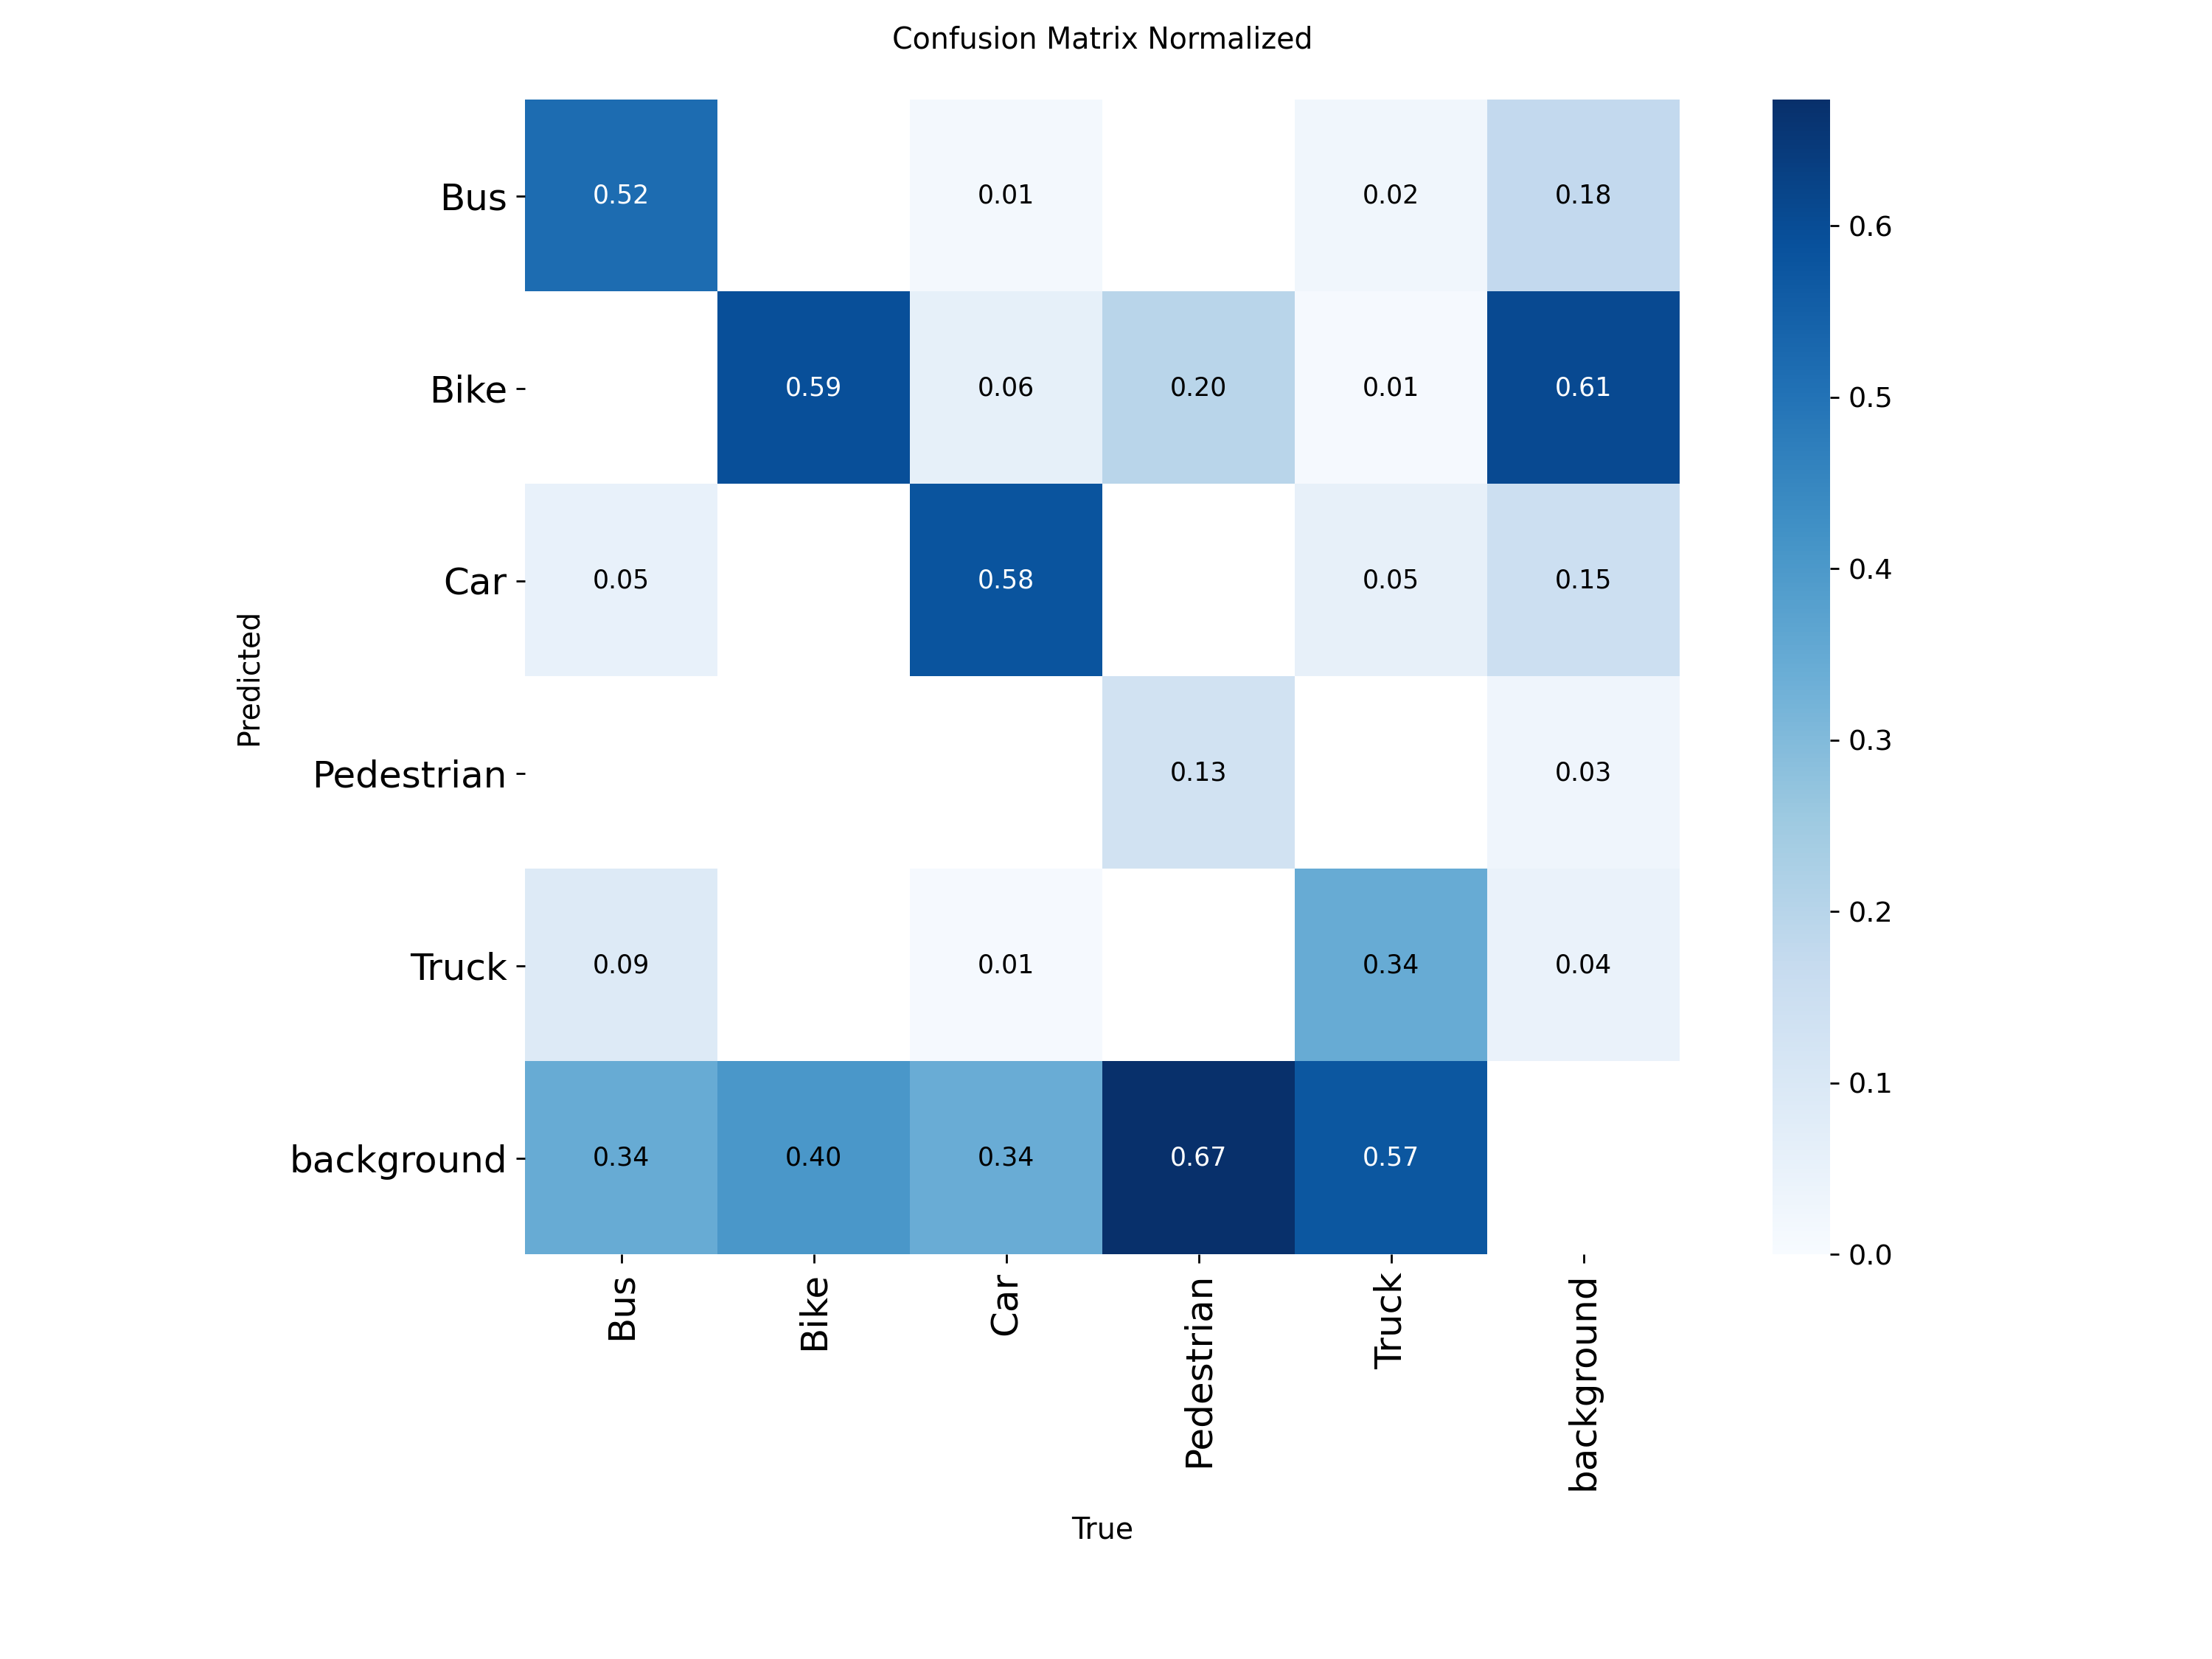 Confusion Matrix Normalized
Predicted
Bus 0.52 0.01 0.02 0.18
Bike 0.59 0.06 0.20 0.01 0.61
Car 0.05 0.58 0.05 0.15
Pedestrian 0.13 0.03
Truck 0.09 0.01 0.34 0.04
background 0.34 0.40 0.34 0.67 0.57
Bus Bike Car Pedestrian Truck background
True
0.6
0.5
0.4
0.3
0.2
0.1
0.0